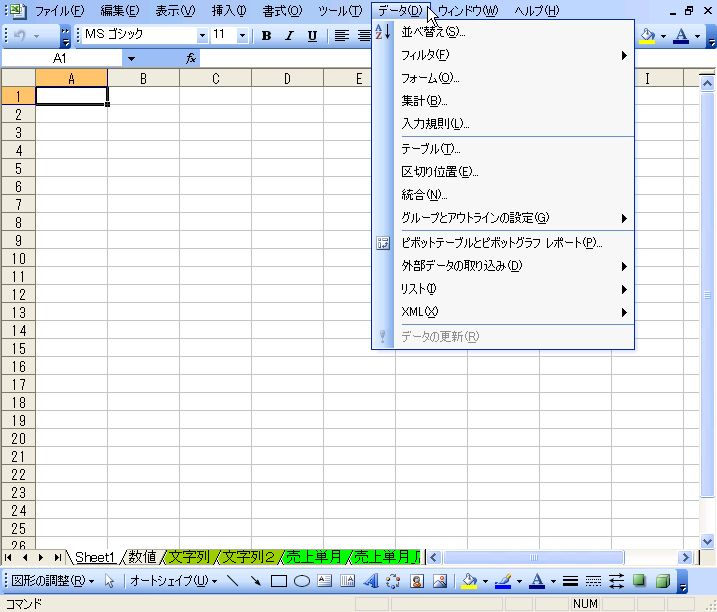 ファイル(F) 編集(E) 表示(V) 挿入(I) 書式(O) ツール(T) データ(D) ウィンドウ(W) ヘルプ(H)
MS ゴシック 11 B I U
A1 fx
A B C D E I
並べ替え(S)...
フィルタ(F)
フォーム(O)...
集計(B)...
入力規則(L)...
テーブル(T)...
区切り位置(E)...
統合(N)...
グループとアウトラインの設定(G)
ピボットテーブルとピボットグラフ レポート(P)...
外部データの取り込み(D)
リスト(I)
XML(X)
データの更新(R)
1
2
3
4
5
6
7
8
9
10
11
12
13
14
15
16
17
18
19
20
21
22
23
24
25
26
Sheet1 数値 文字列 文字列2 売上単月 売上単月
図形の調整(R) オートシェイプ(U)
コマンド NUM